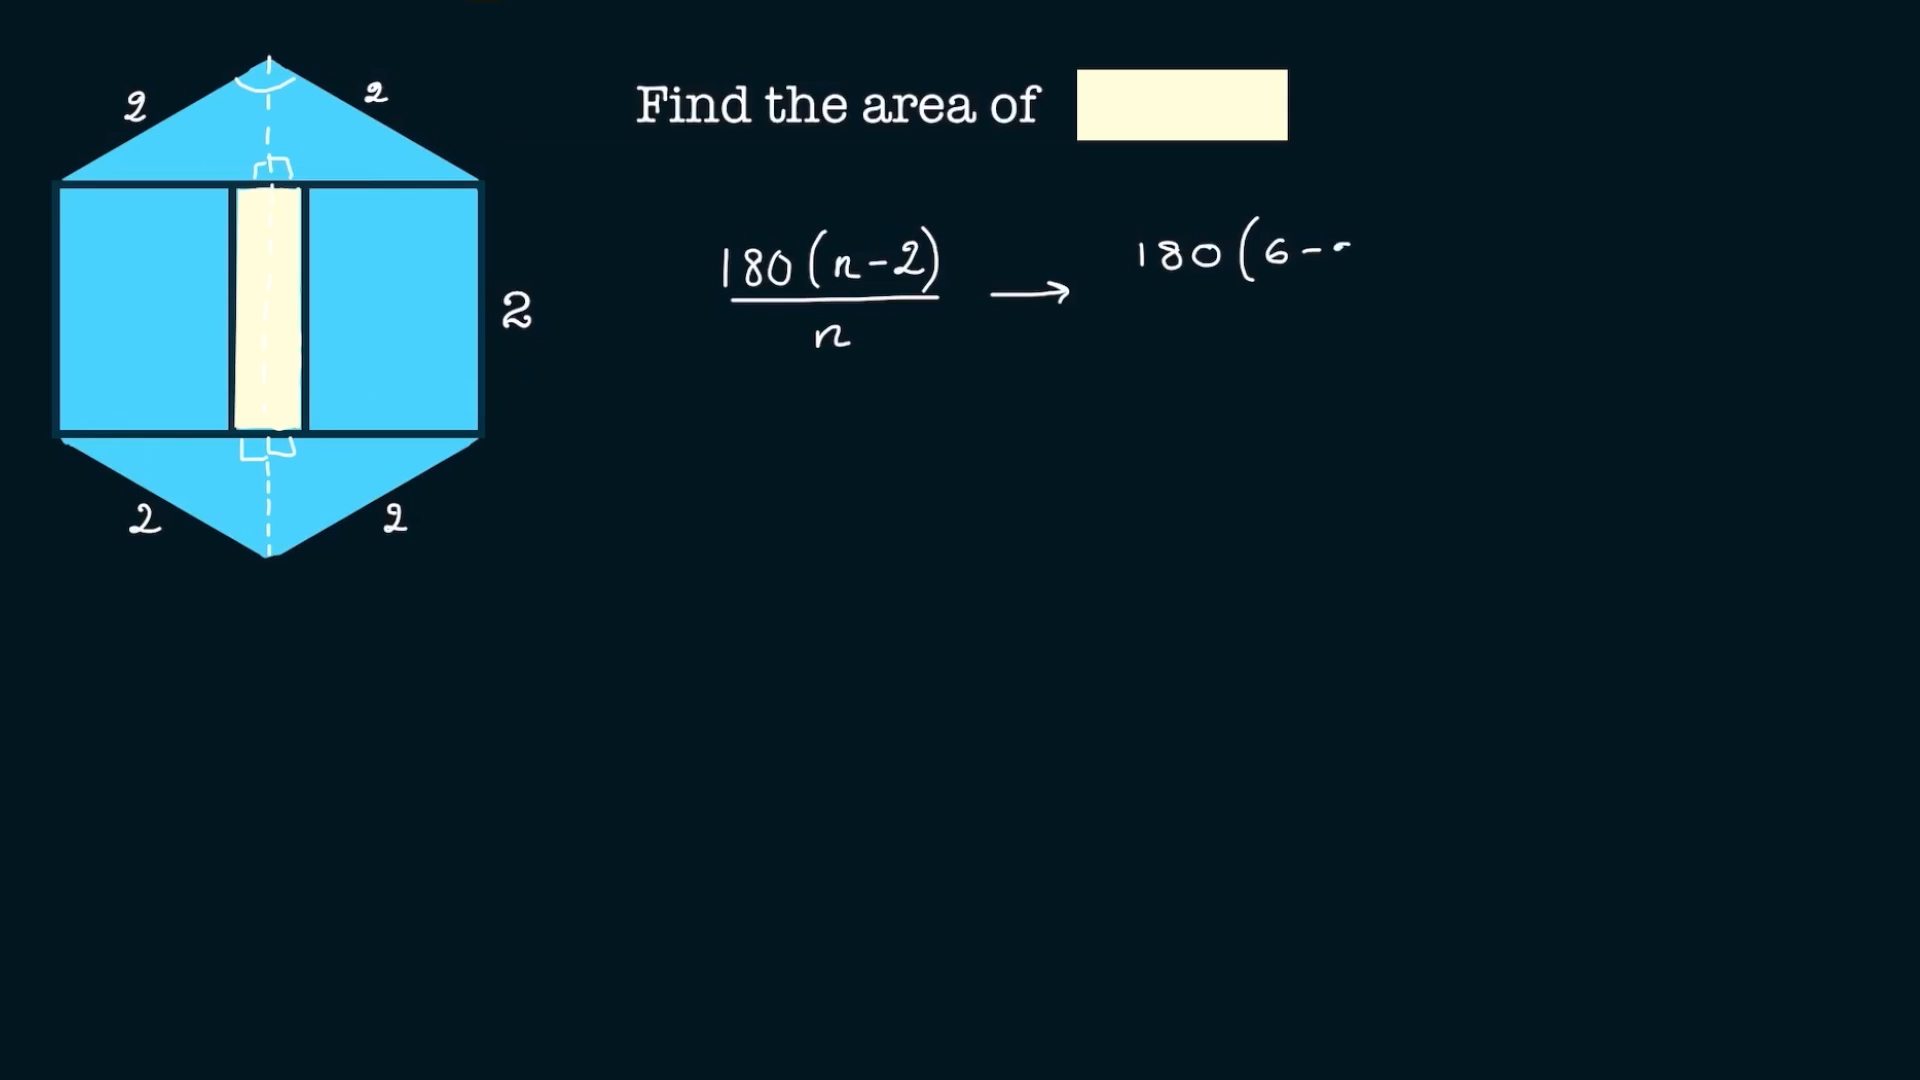 2 2
Find the area of
180(n-2)
n
→
180(6-
2
2 2